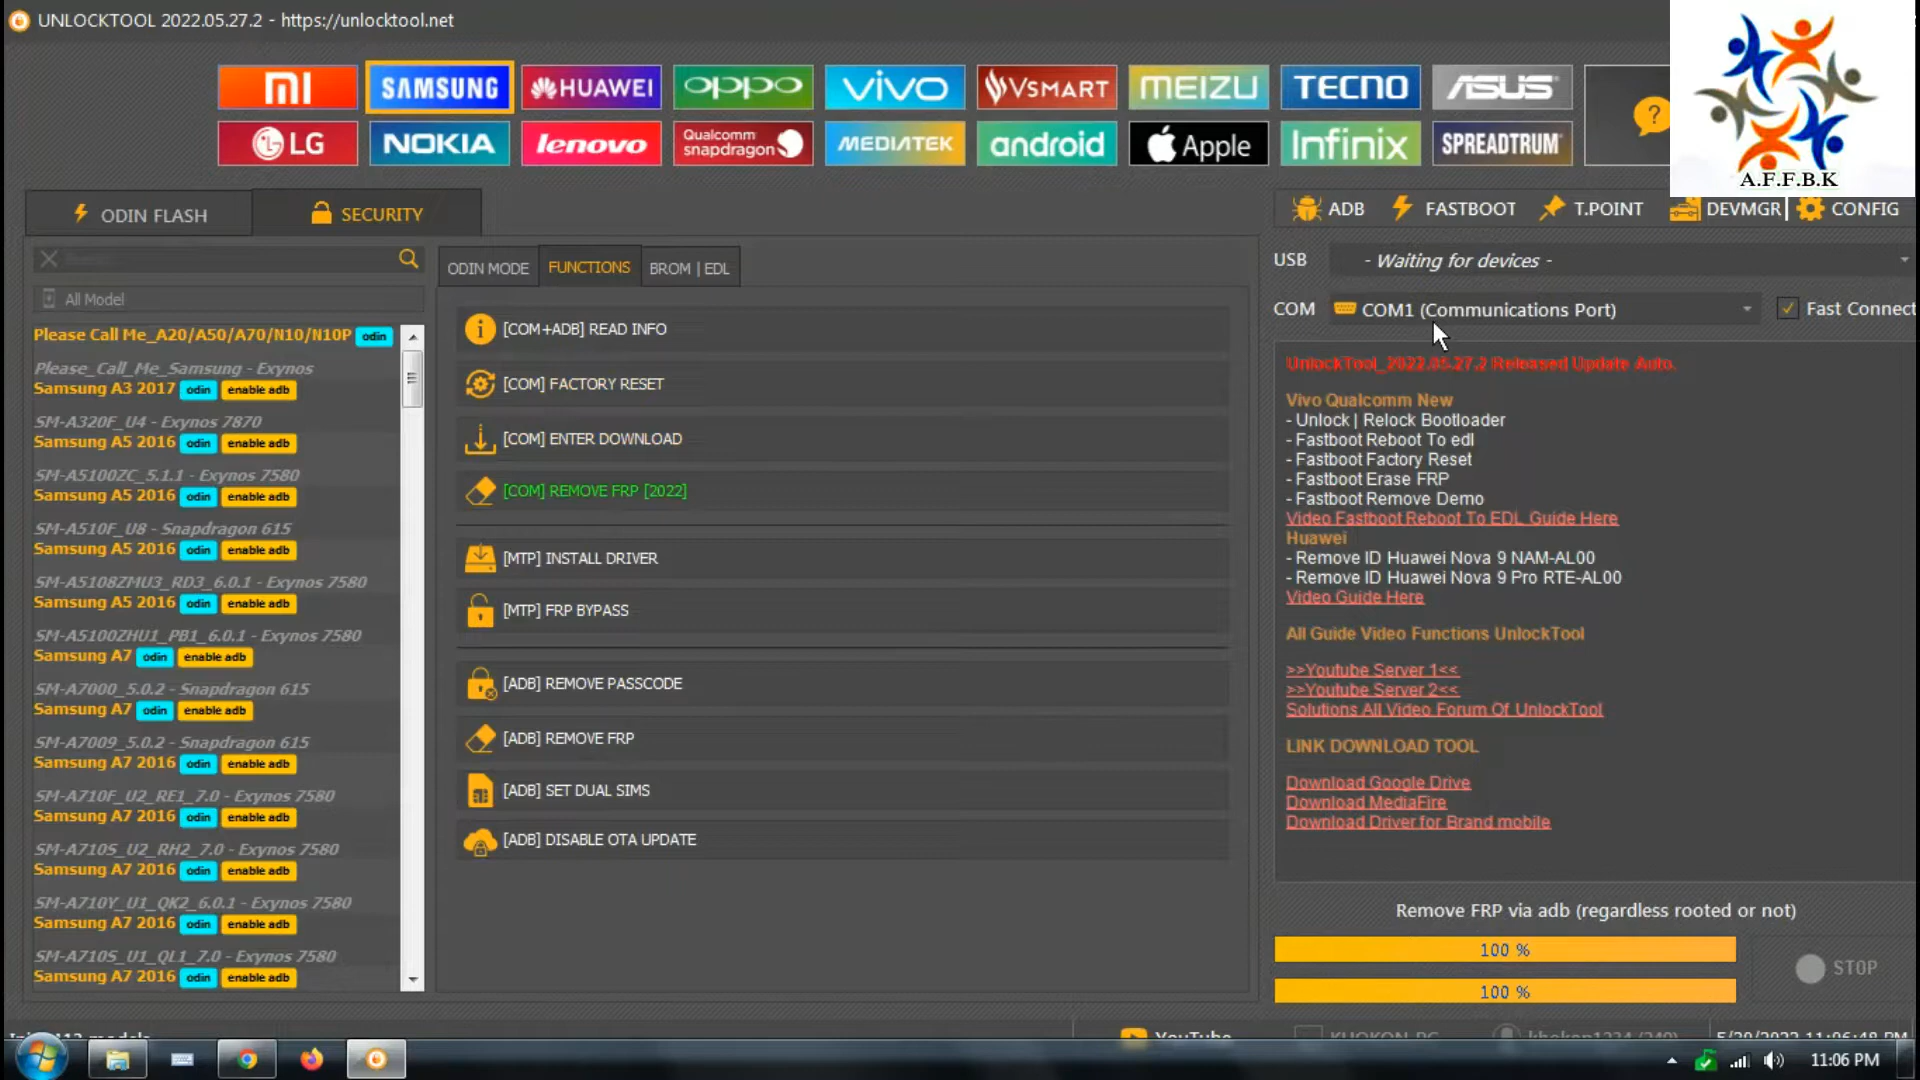 UNLOCKTOOL 2022.05.27.2 - https://unlocktool.net
MI
SAMSUNG
HUAWEI
oppo
vivo
VSMART
MEIZU
TECNO
ASUS
?
A.F.F.B.K
LG
NOKIA
lenovo
Qualcomm
snapdragon
MEDIATEK
android
Apple
Infinix
SPREADTRUM
ODIN FLASH
SECURITY
ADB
FASTBOOT
T.POINT
DEVMGR
CONFIG
All Model
Please Call Me_A20/A50/A70/N10/N10P odin
Please_Call_Me_Samsung - Exynos
Samsung A3 2017 odin enable adb
SM-A320F_U4 - Exynos 7870
Samsung A5 2016 odin enable adb
SM-A5100ZC_5.1.1 - Exynos 7580
Samsung A5 2016 odin enable adb
SM-A510F_U8 - Snapdragon 615
Samsung A5 2016 odin enable adb
SM-A5108ZMU3_RD3_6.0.1 - Exynos 7580
Samsung A5 2016 odin enable adb
SM-A5100ZHU1_PB1_6.0.1 - Exynos 7580
Samsung A7 odin enable adb
SM-A7000_5.0.2 - Snapdragon 615
Samsung A7 odin enable adb
SM-A7009_5.0.2 - Snapdragon 615
Samsung A7 2016 odin enable adb
SM-A710F_U2_RE1_7.0 - Exynos 7580
Samsung A7 2016 odin enable adb
SM-A710S_U2_RH2_7.0 - Exynos 7580
Samsung A7 2016 odin enable adb
SM-A710Y_U1_QK2_6.0.1 - Exynos 7580
Samsung A7 2016 odin enable adb
SM-A710S_U1_QL1_7.0 - Exynos 7580
Samsung A7 2016 odin enable adb
ODIN MODE
FUNCTIONS
BROM | EDL
[COM+ADB] READ INFO
[COM] FACTORY RESET
[COM] ENTER DOWNLOAD
[COM] REMOVE FRP [2022]
[MTP] INSTALL DRIVER
[MTP] FRP BYPASS
[ADB] REMOVE PASSCODE
[ADB] REMOVE FRP
[ADB] SET DUAL SIMS
[ADB] DISABLE OTA UPDATE
USB - Waiting for devices -
COM COM1 (Communications Port) Fast Connect
UnlockTool_2022.05.27.2 Released Update Auto.
Vivo Qualcomm New
- Unlock | Relock Bootloader
- Fastboot Reboot To edl
- Fastboot Factory Reset
- Fastboot Erase FRP
- Fastboot Remove Demo
Video Fastboot Reboot To EDL Guide Here
Huawei
- Remove ID Huawei Nova 9 NAM-AL00
- Remove ID Huawei Nova 9 Pro RTE-AL00
Video Guide Here
All Guide Video Functions UnlockTool
>>Youtube Server 1<<
>>Youtube Server 2<<
Solutions All Video Forum Of UnlockTool
LINK DOWNLOAD TOOL
Download Google Drive
Download MediaFire
Download Driver for Brand mobile
Remove FRP via adb (regardless rooted or not)
100 %
100 %
STOP
YouTube
11:06 PM